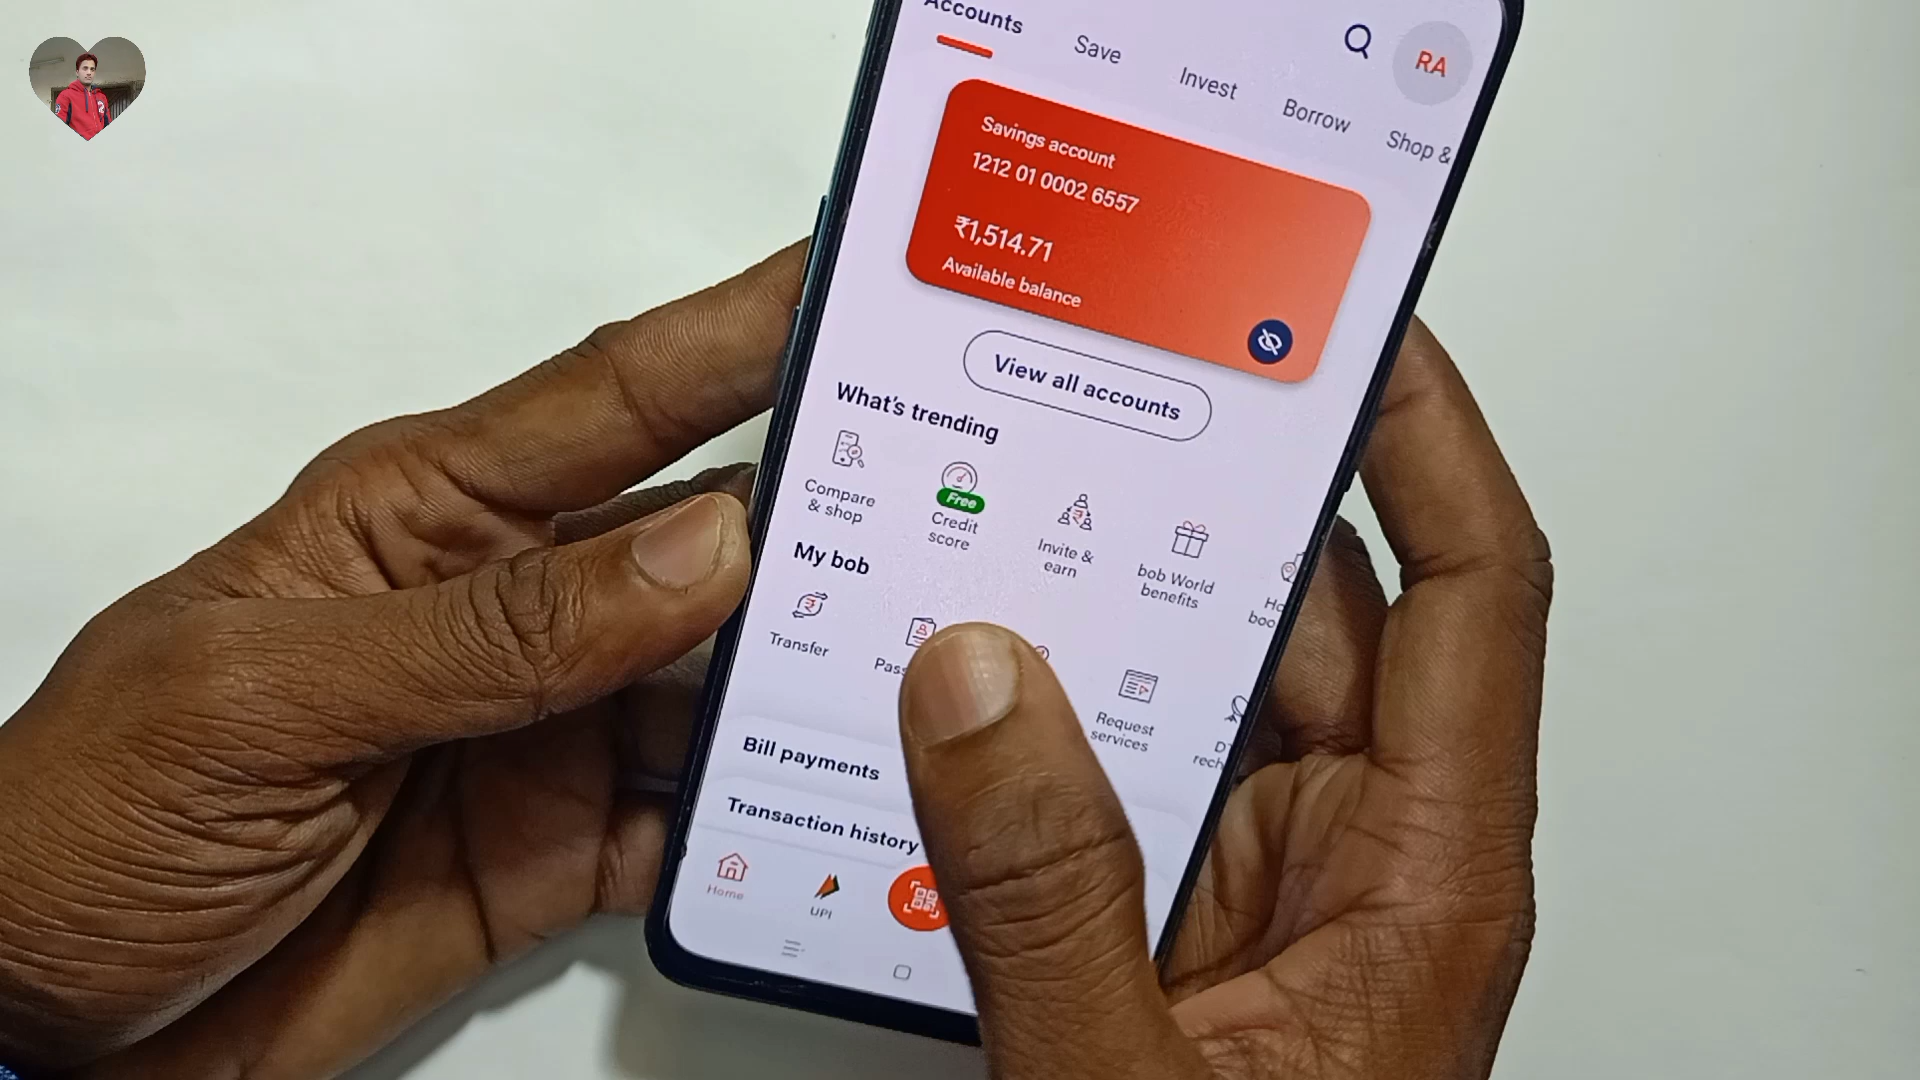 Accounts
Save
Invest
Borrow
Shop &
RA
Savings account
1212 01 0002 6557
₹1,514.71
Available balance
View all accounts
What's trending
Compare
& shop
Free
Credit
score
Invite &
earn
bob World
benefits
My bob
Transfer
Request
services
Bill payments
Transaction history
Home
UPI